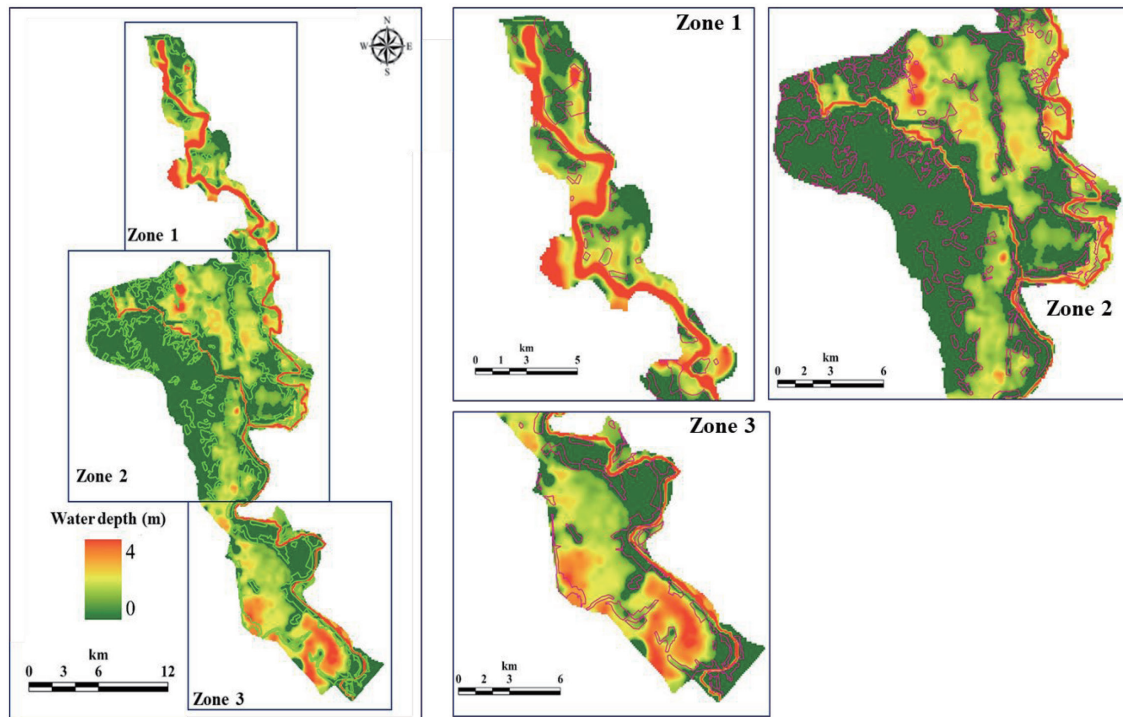 N
W E
S
Zone 1
Zone 2
Water depth (m)
4
0
km
0 3 6 12
Zone 3
Zone 1
km
0 1 3 5
Zone 2
km
0 2 3 6
Zone 3
km
0 3 6